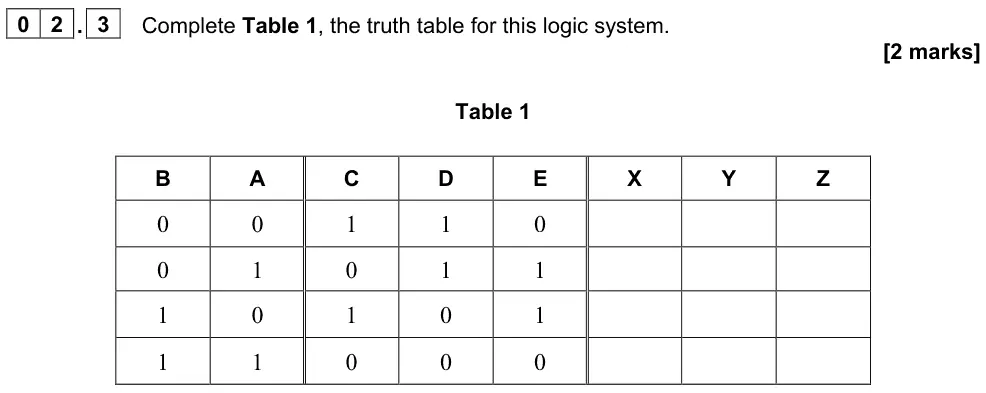 0 2 . 3 Complete Table 1, the truth table for this logic system.
[2 marks]
Table 1
B A C D E X Y Z
0 0 1 1 0
0 1 0 1 1
1 0 1 0 1
1 1 0 0 0